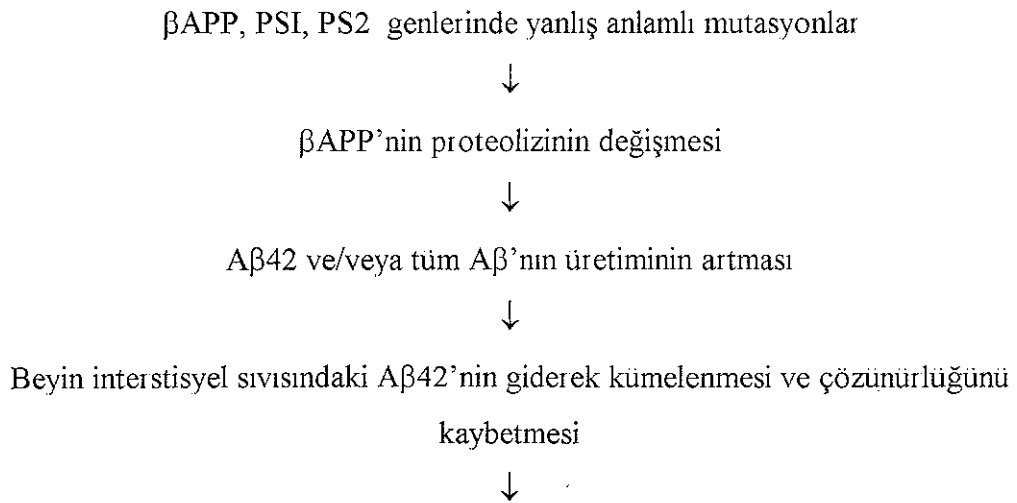 βAPP, PSI, PS2 genlerinde yanlış anlamlı mutasyonlar
↓
βAPP’nin proteolizinin değişmesi
↓
Aβ42 ve/veya tüm Aβ’nın üretiminin artması
↓
Beyin interstisyel sıvısındaki Aβ42’nin giderek kümelenmesi ve çözünürlüğünü
kaybetmesi
↓